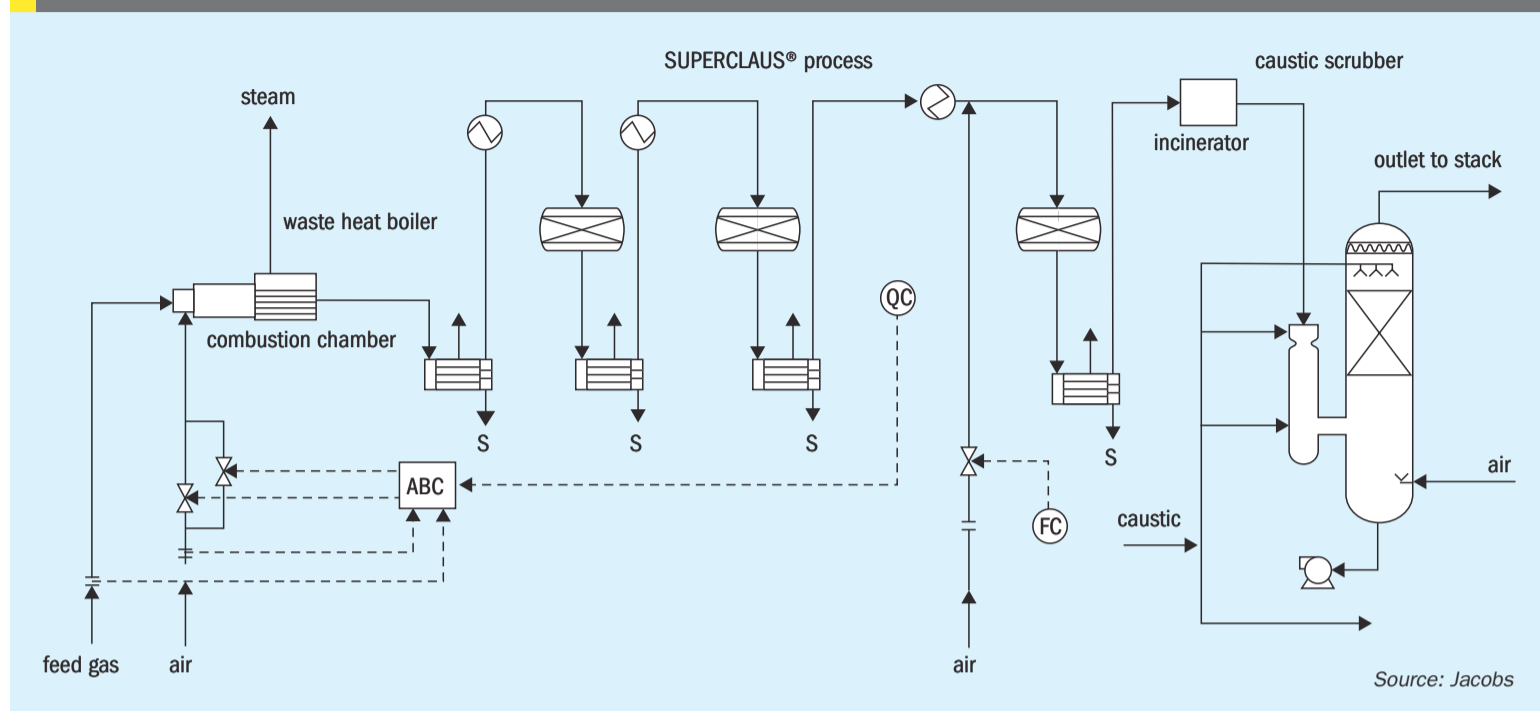 SUPERCLAUS® process
caustic scrubber
steam
incinerator
outlet to stack
waste heat boiler
QC
combustion chamber
S
S
S
S
ABC
air
FC
caustic
feed gas
air
air
Source: Jacobs